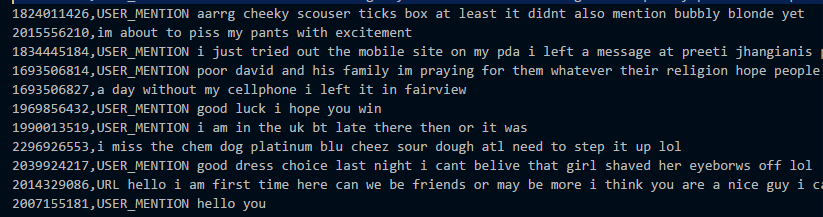 1824011426,USER_MENTION aarrg cheeky scouser ticks box at least it didnt also mention bubbly blonde yet
2015556210,im about to piss my pants with excitement
1834445184,USER_MENTION i just tried out the mobile site on my pda i left a message at preeti jhangianis p
1693506814,USER_MENTION poor david and his family im praying for them whatever their religion hope people
1693506827,a day without my cellphone i left it in fairview
1969856432,USER_MENTION good luck i hope you win
1990013519,USER_MENTION i am in the uk bt late there then or it was
2296926553,i miss the chem dog platinum blu cheez sour dough atl need to step it up lol
2039924217,USER_MENTION good dress choice last night i cant belive that girl shaved her eyeborws off lol
2014329086,URL hello i am first time here can we be friends or may be more i think you are a nice guy i ca
2007155181,USER_MENTION hello you